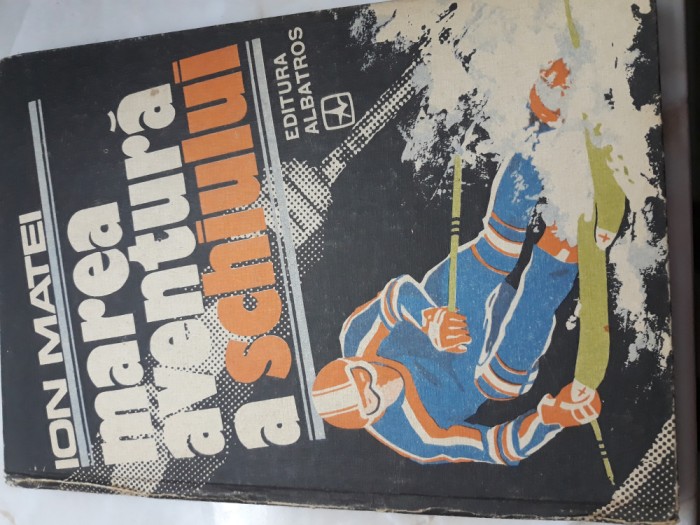 ION MATEI
marea
aventură
a schiului
EDITURA
ALBATROS